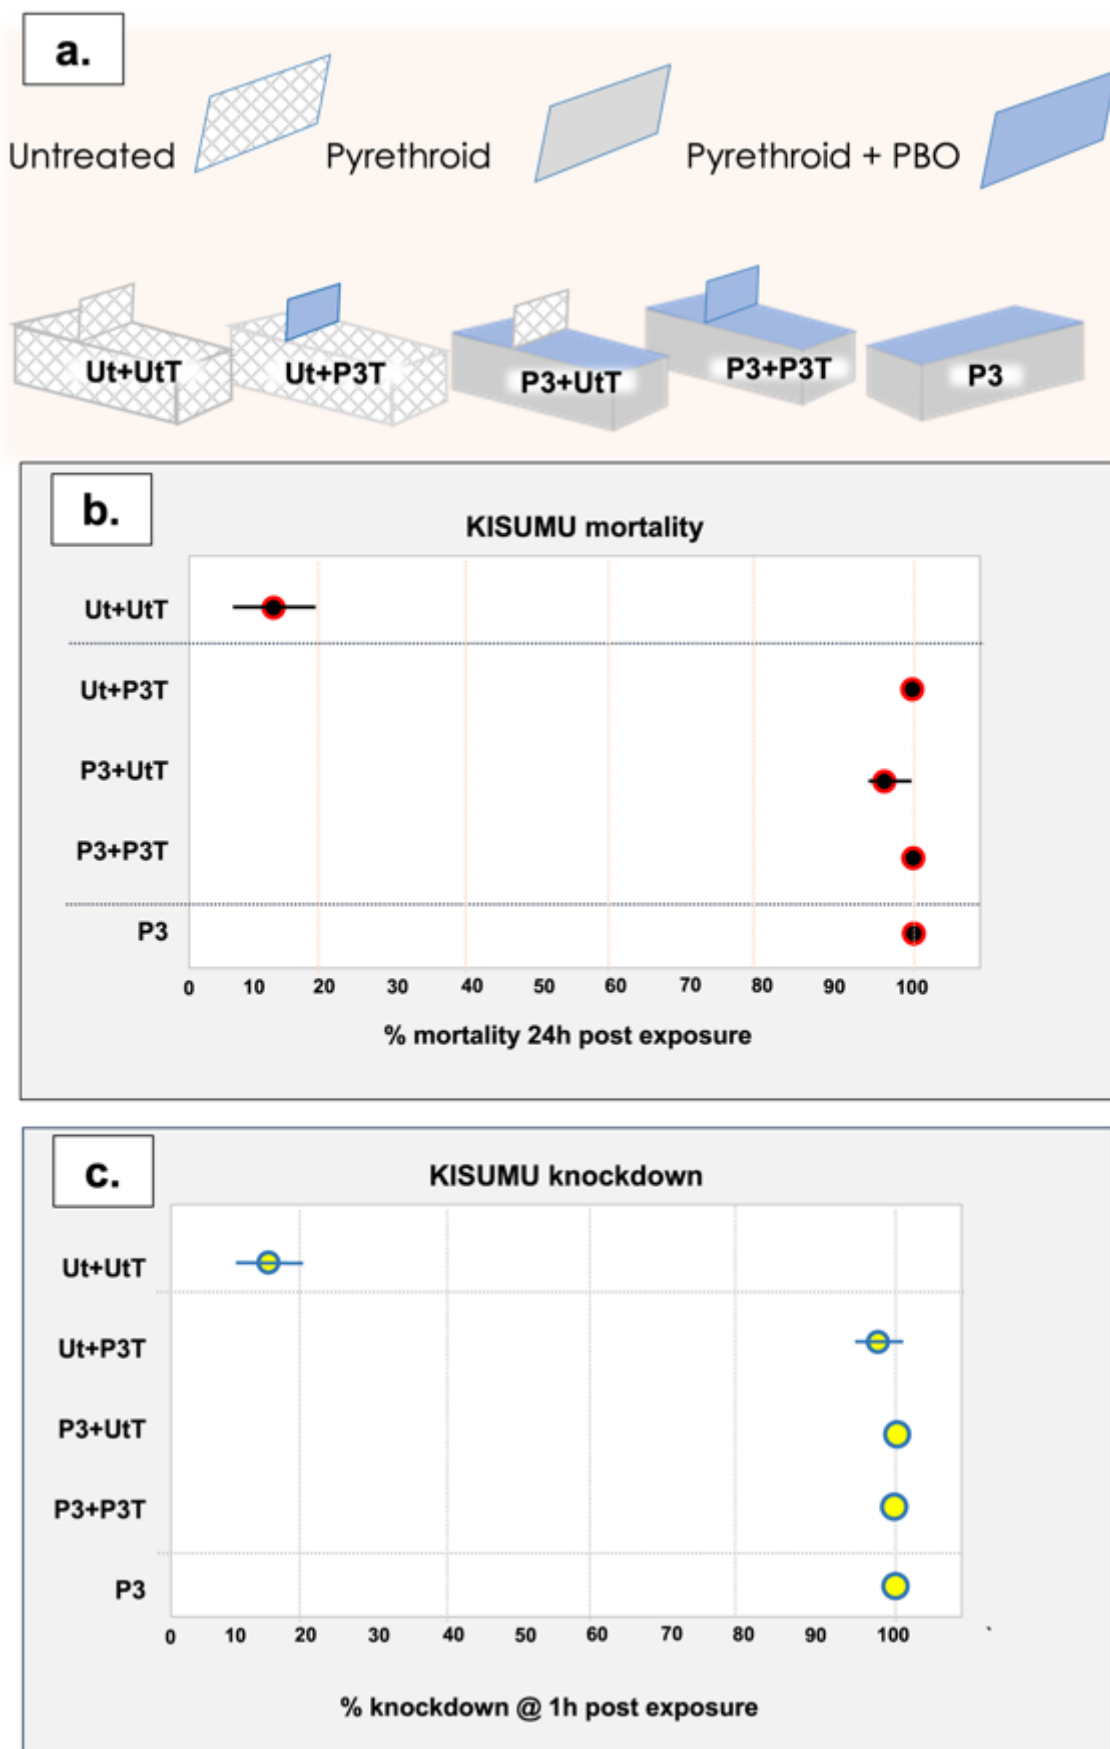 a.
Untreated Pyrethroid Pyrethroid + PBO
Ut+UtT Ut+P3T P3+UtT P3+P3T P3
b.
KISUMU mortality
Ut+UtT
Ut+P3T
P3+UtT
P3+P3T
P3
0 10 20 30 40 50 60 70 80 90 100
% mortality 24h post exposure
c.
KISUMU knockdown
Ut+UtT
Ut+P3T
P3+UtT
P3+P3T
P3
0 10 20 30 40 50 60 70 80 90 100
% knockdown @ 1h post exposure